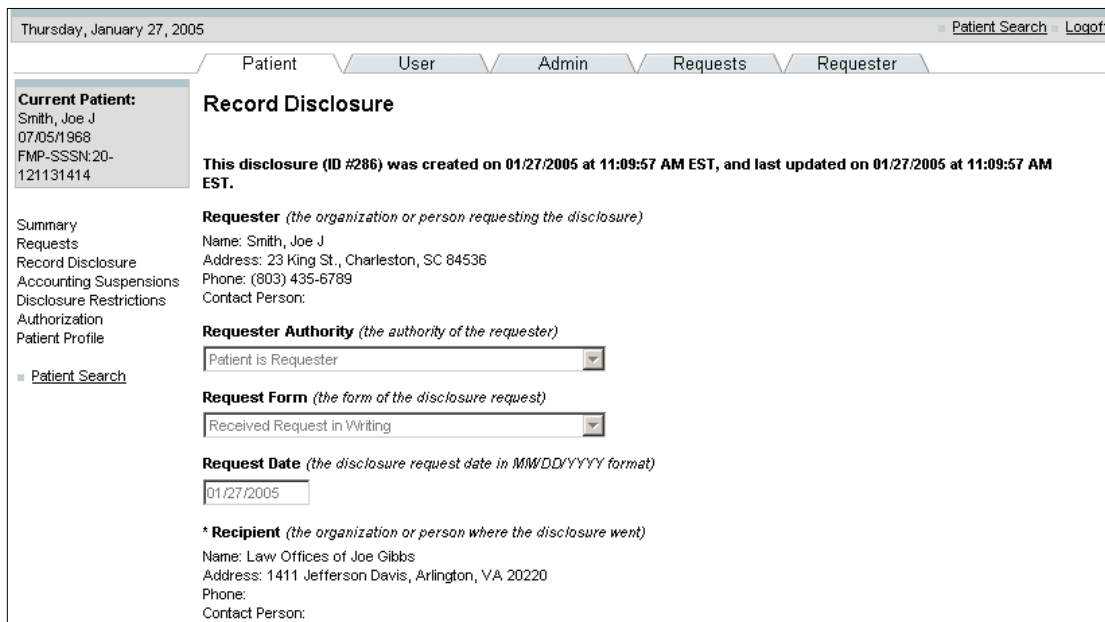 Thursday, January 27, 2005
Patient Search
Logoff
Patient
User
Admin
Requests
Requester
Current Patient:
Smith, Joe J
07/05/1968
FMP-SSSN:20-
121131414
Summary
Requests
Record Disclosure
Accounting Suspensions
Disclosure Restrictions
Authorization
Patient Profile
Patient Search
Record Disclosure
This disclosure (ID #286) was created on 01/27/2005 at 11:09:57 AM EST, and last updated on 01/27/2005 at 11:09:57 AM
EST.
Requester (the organization or person requesting the disclosure)
Name: Smith, Joe J
Address: 23 King St., Charleston, SC 84536
Phone: (803) 435-6789
Contact Person:
Requester Authority (the authority of the requester)
Patient is Requester
Request Form (the form of the disclosure request)
Received Request in Writing
Request Date (the disclosure request date in MM/DD/YYYY format)
01/27/2005
* Recipient (the organization or person where the disclosure went)
Name: Law Offices of Joe Gibbs
Address: 1411 Jefferson Davis, Arlington, VA 20220
Phone:
Contact Person: